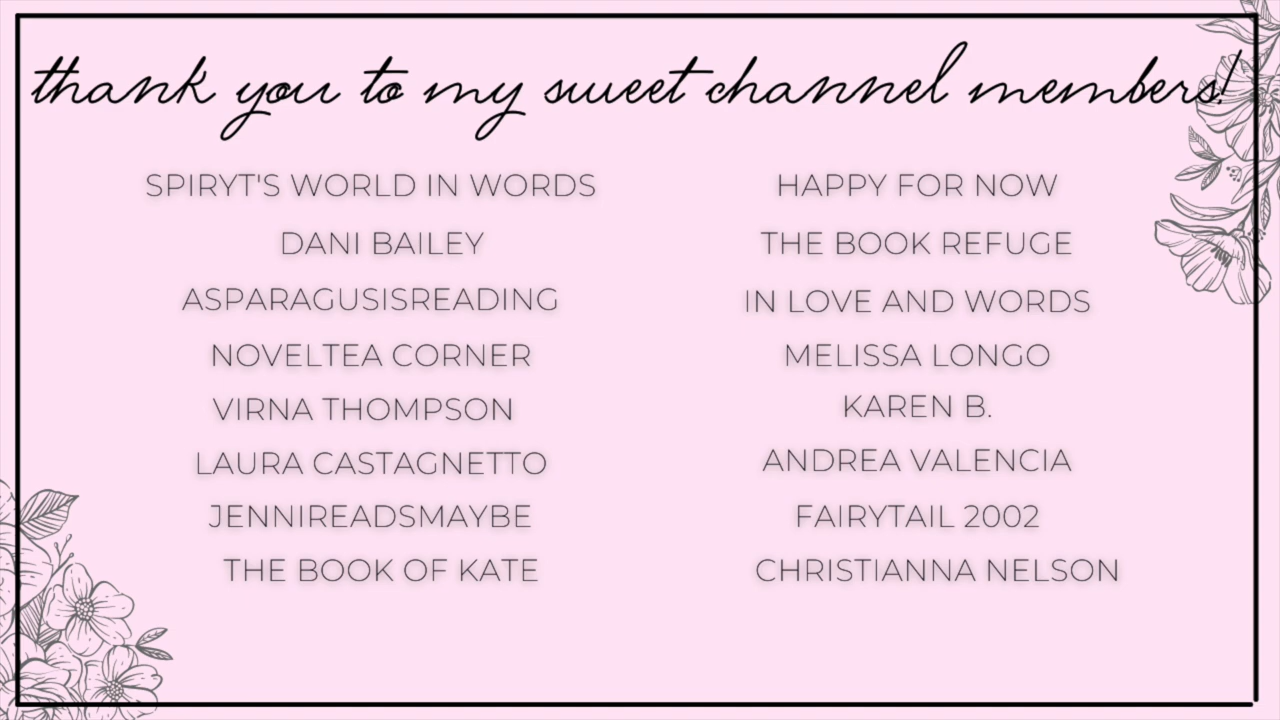 thank you to my sweet channel members!
SPIRYT'S WORLD IN WORDS
DANI BAILEY
ASPARAGUSISREADING
NOVELTEA CORNER
VIRNA THOMPSON
LAURA CASTAGNETTO
JENNIREADSMAYBE
THE BOOK OF KATE
HAPPY FOR NOW
THE BOOK REFUGE
IN LOVE AND WORDS
MELISSA LONGO
KAREN B.
ANDREA VALENCIA
FAIRYTAIL 2002
CHRISTIANNA NELSON